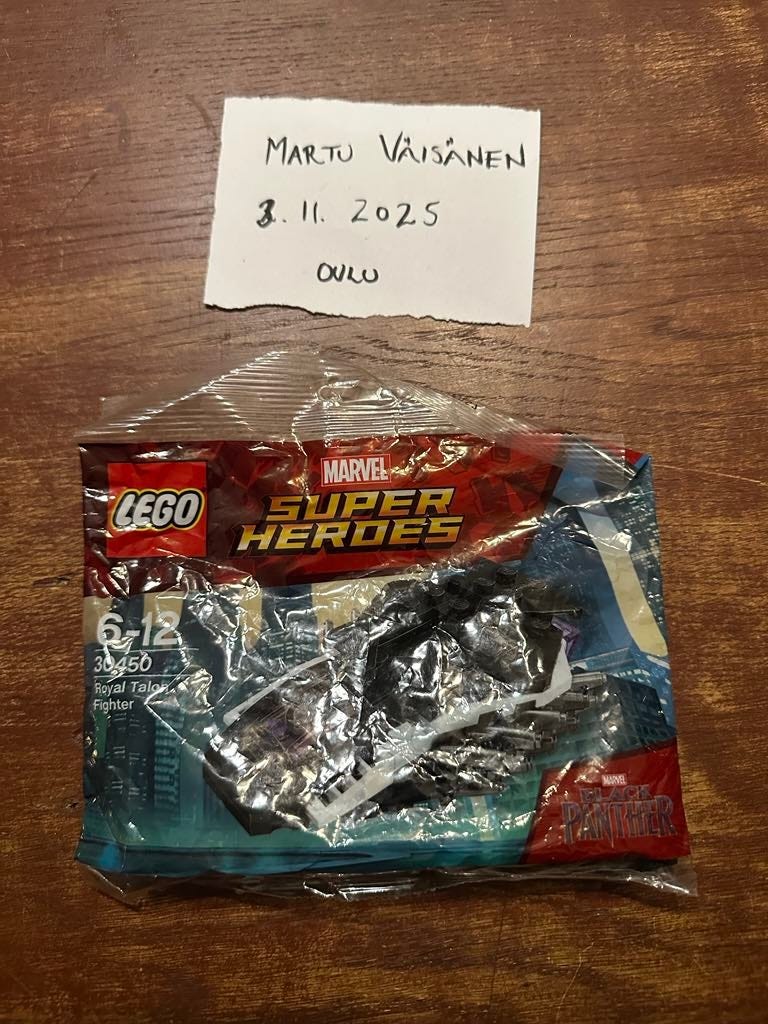 MARTU VÄISÄNEN
3. 11. 2025
OULU
LEGO
MARVEL
SUPER
HEROES
6-12
30450
Royal Talon
Fighter
MARVEL
BLACK
PANTHER